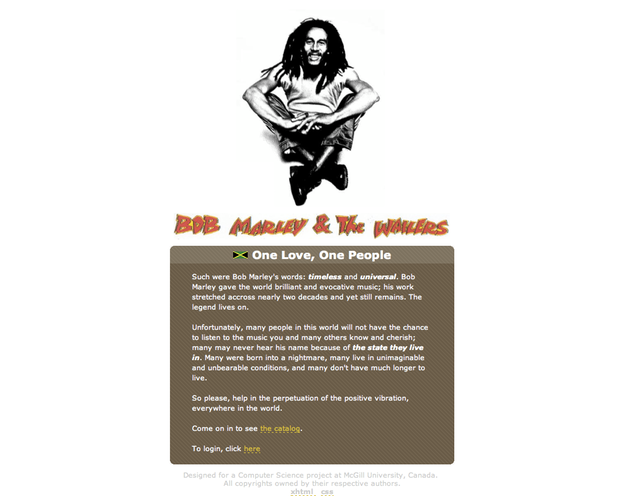 BOB MARLEY & THE WAILERS
One Love, One People
Such were Bob Marley's words: timeless and universal. Bob
Marley gave the world brilliant and evocative music; his work
stretched accross nearly two decades and yet still remains. The
legend lives on.
Unfortunately, many people in this world will not have the chance
to listen to the music you and many others know and cherish;
many may never hear his name because of the state they live
in. Many were born into a nightmare, many live in unimaginable
and unbearable conditions, and many don't have much longer to
live.
So please, help in the perpetuation of the positive vibration,
everywhere in the world.
Come on in to see the catalog.
To login, click here
Designed for a Computer Science project at McGill University, Canada.
All copyrights owned by their respective authors.
xhtml css